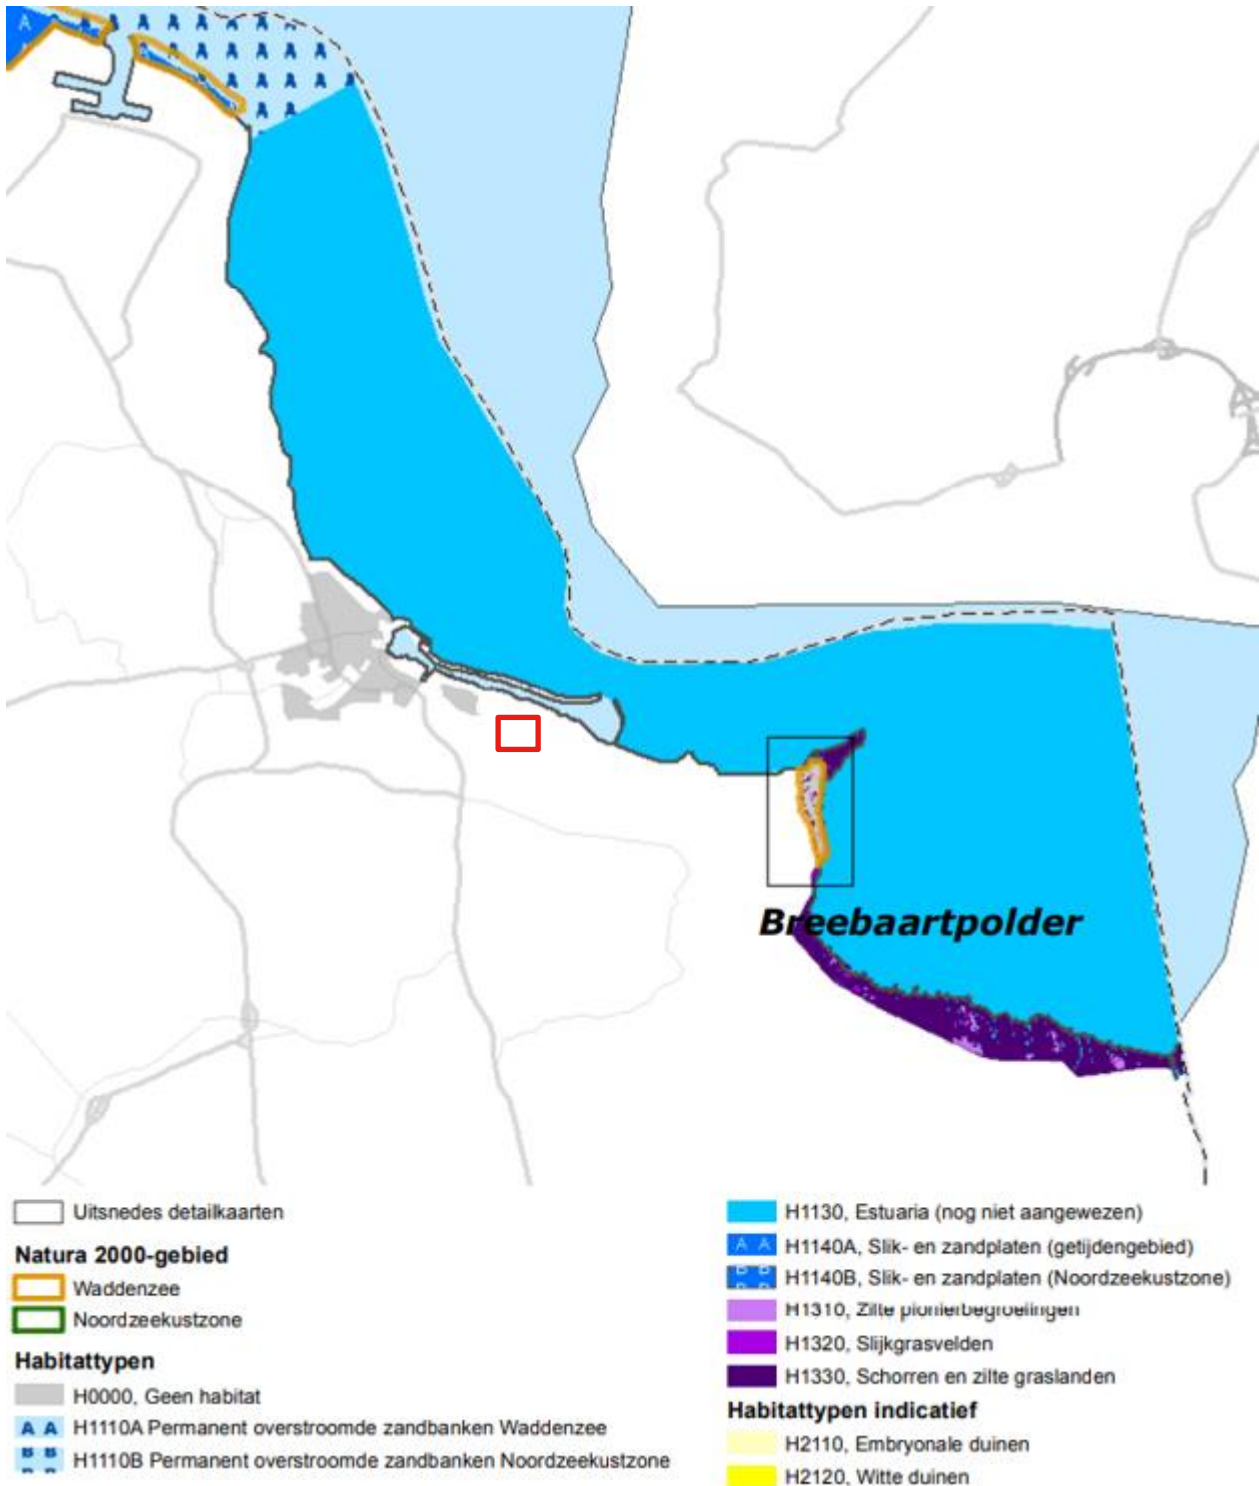 Breebaartpolder
Uitsnedes detailkaarten
Natura 2000-gebied
Waddenzee
Noordzeekustzone
Habitattypen
H0000, Geen habitat
A A H1110A Permanent overstroomde zandbanken Waddenzee
B B H1110B Permanent overstroomde zandbanken Noordzeekustzone
H1130, Estuaria (nog niet aangewezen)
A A H1140A, Slik- en zandplaten (getijdengebied)
B B H1140B, Slik- en zandplaten (Noordzeekustzone)
H1310, Zilte pionierbegroeiingen
H1320, Slijkgrasvelden
H1330, Schorren en zilte graslanden
Habitattypen indicatief
H2110, Embryonale duinen
H2120, Witte duinen